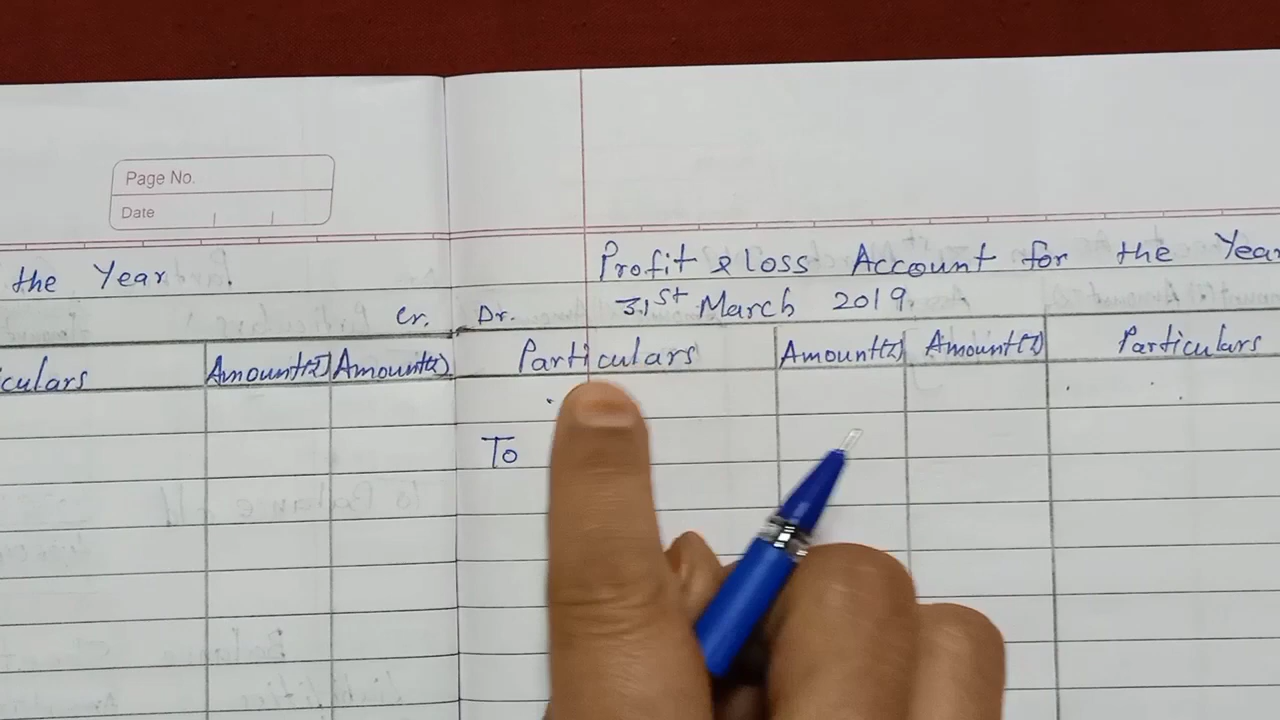 Page No.
Date
the Year.
Cr.
culars Amount(₹) Amount(₹)
Profit & loss Account for the Year
31st March 2019.
Dr.
Particulars Amount(₹) Amount(₹) Particulars
To